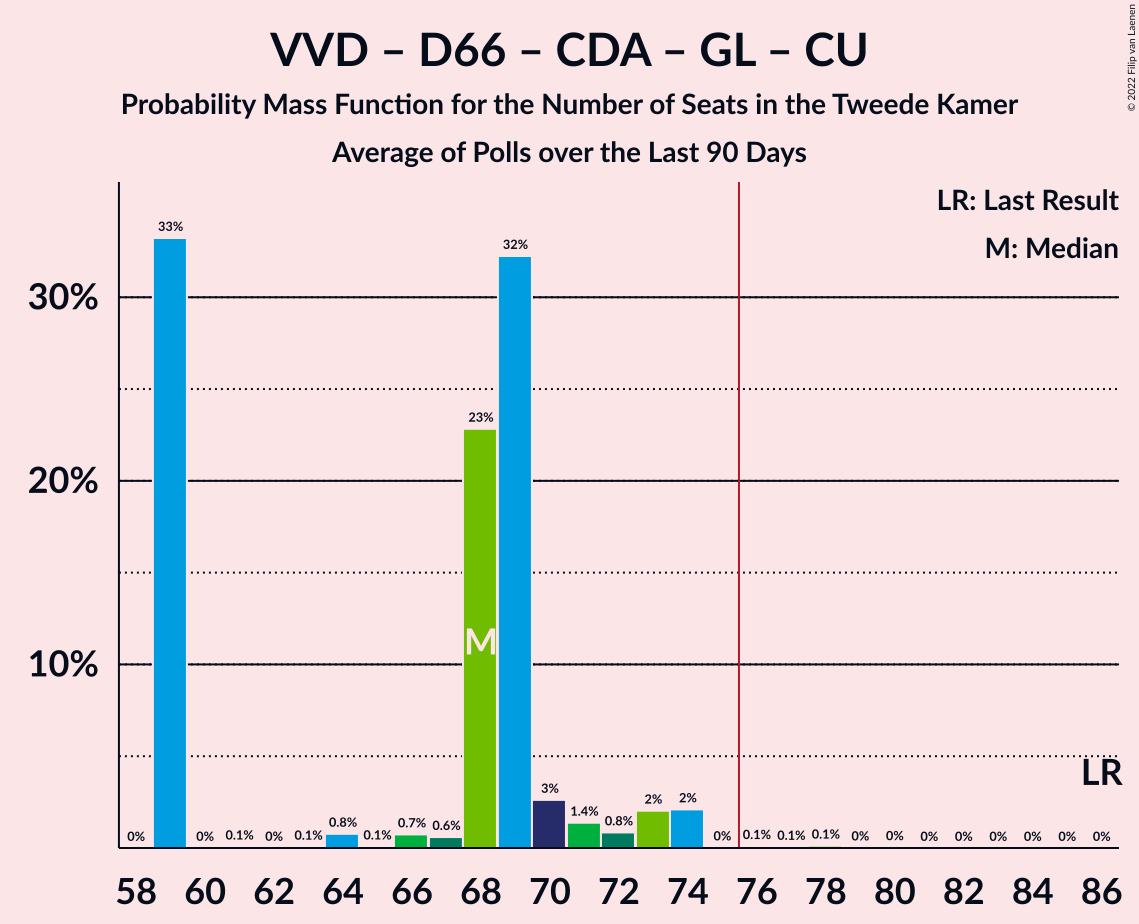 VVD – D66 – CDA – GL – CU
Probability Mass Function for the Number of Seats in the Tweede Kamer
Average of Polls over the Last 90 Days
© 2022 Filip van Laenen
LR: Last Result
M: Median
30%
20%
10%
0% 33% 0% 0.1% 0% 0.1% 0.8% 0.1% 0.7% 0.6% 23% 32% 3% 1.4% 0.8% 2% 2% 0% 0.1% 0.1% 0.1% 0% 0% 0% 0% 0% 0% 0% 0%
M
LR
58 60 62 64 66 68 70 72 74 76 78 80 82 84 86